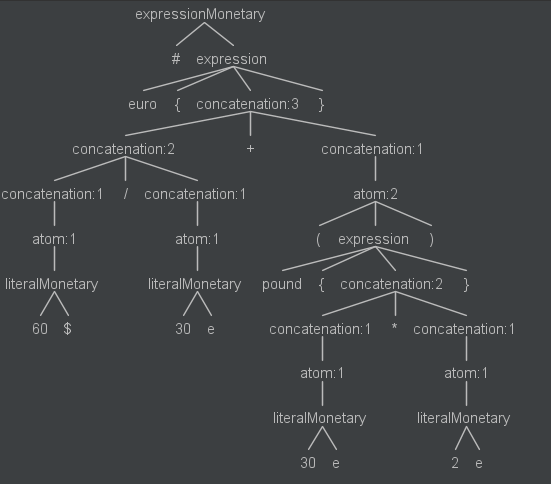 expressionMonetary
# expression
euro { concatenation:3 }
concatenation:2 + concatenation:1
concatenation:1 / concatenation:1 atom:2
atom:1 atom:1 ( expression )
literalMonetary literalMonetary pound { concatenation:2 }
60 $ 30 e concatenation:1 * concatenation:1
atom:1 atom:1
literalMonetary literalMonetary
30 e 2 e